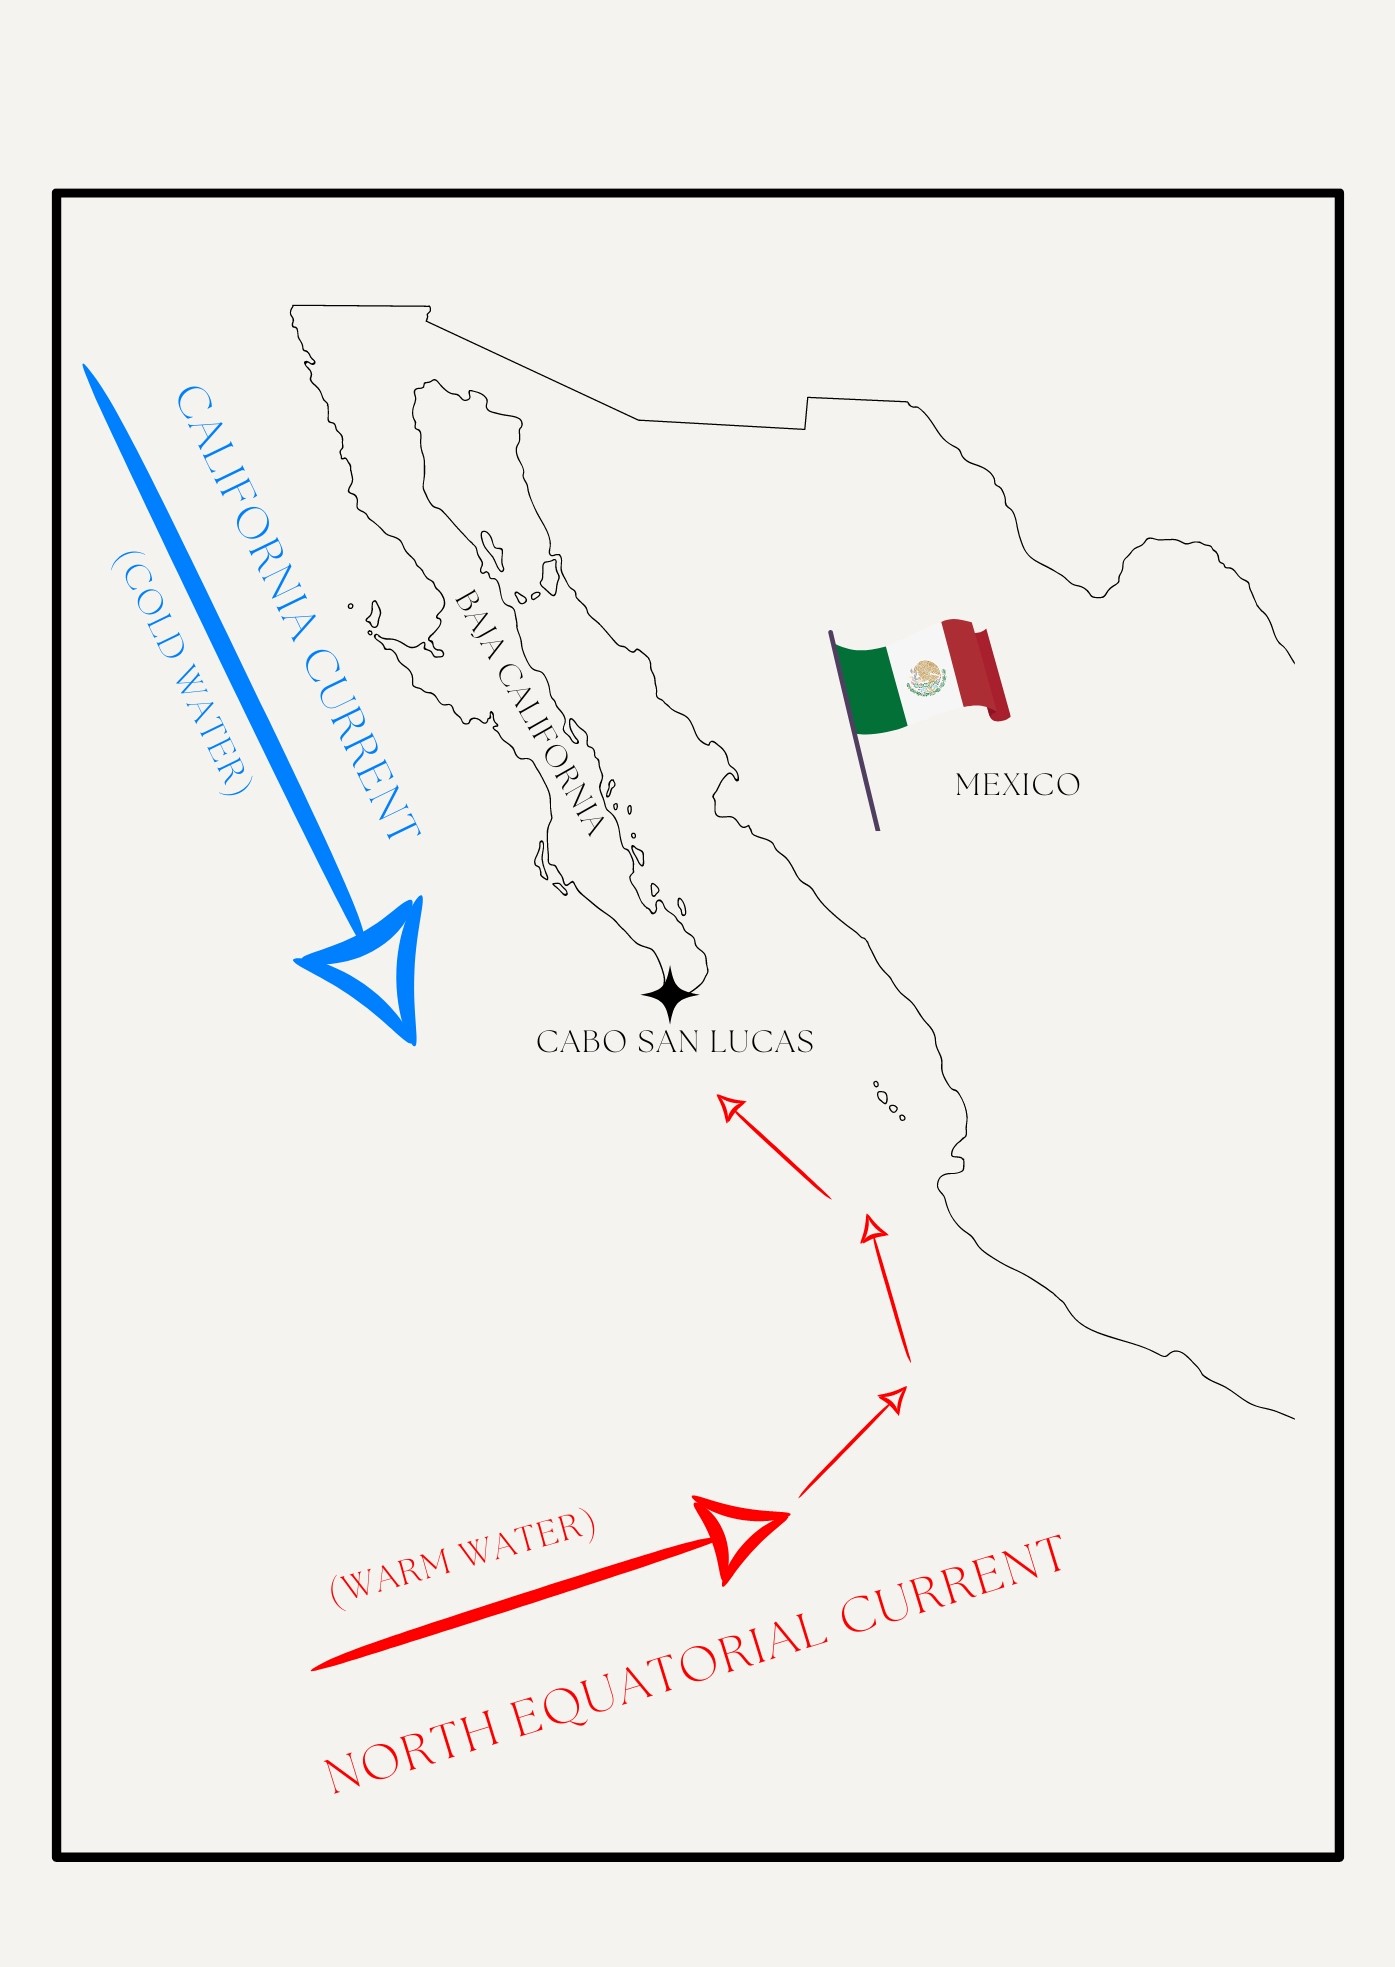 CALIFORNIA CURRENT
(COLD WATER)
BAJA CALIFORNIA
MEXICO
CABO SAN LUCAS
(WARM WATER)
NORTH EQUATORIAL CURRENT